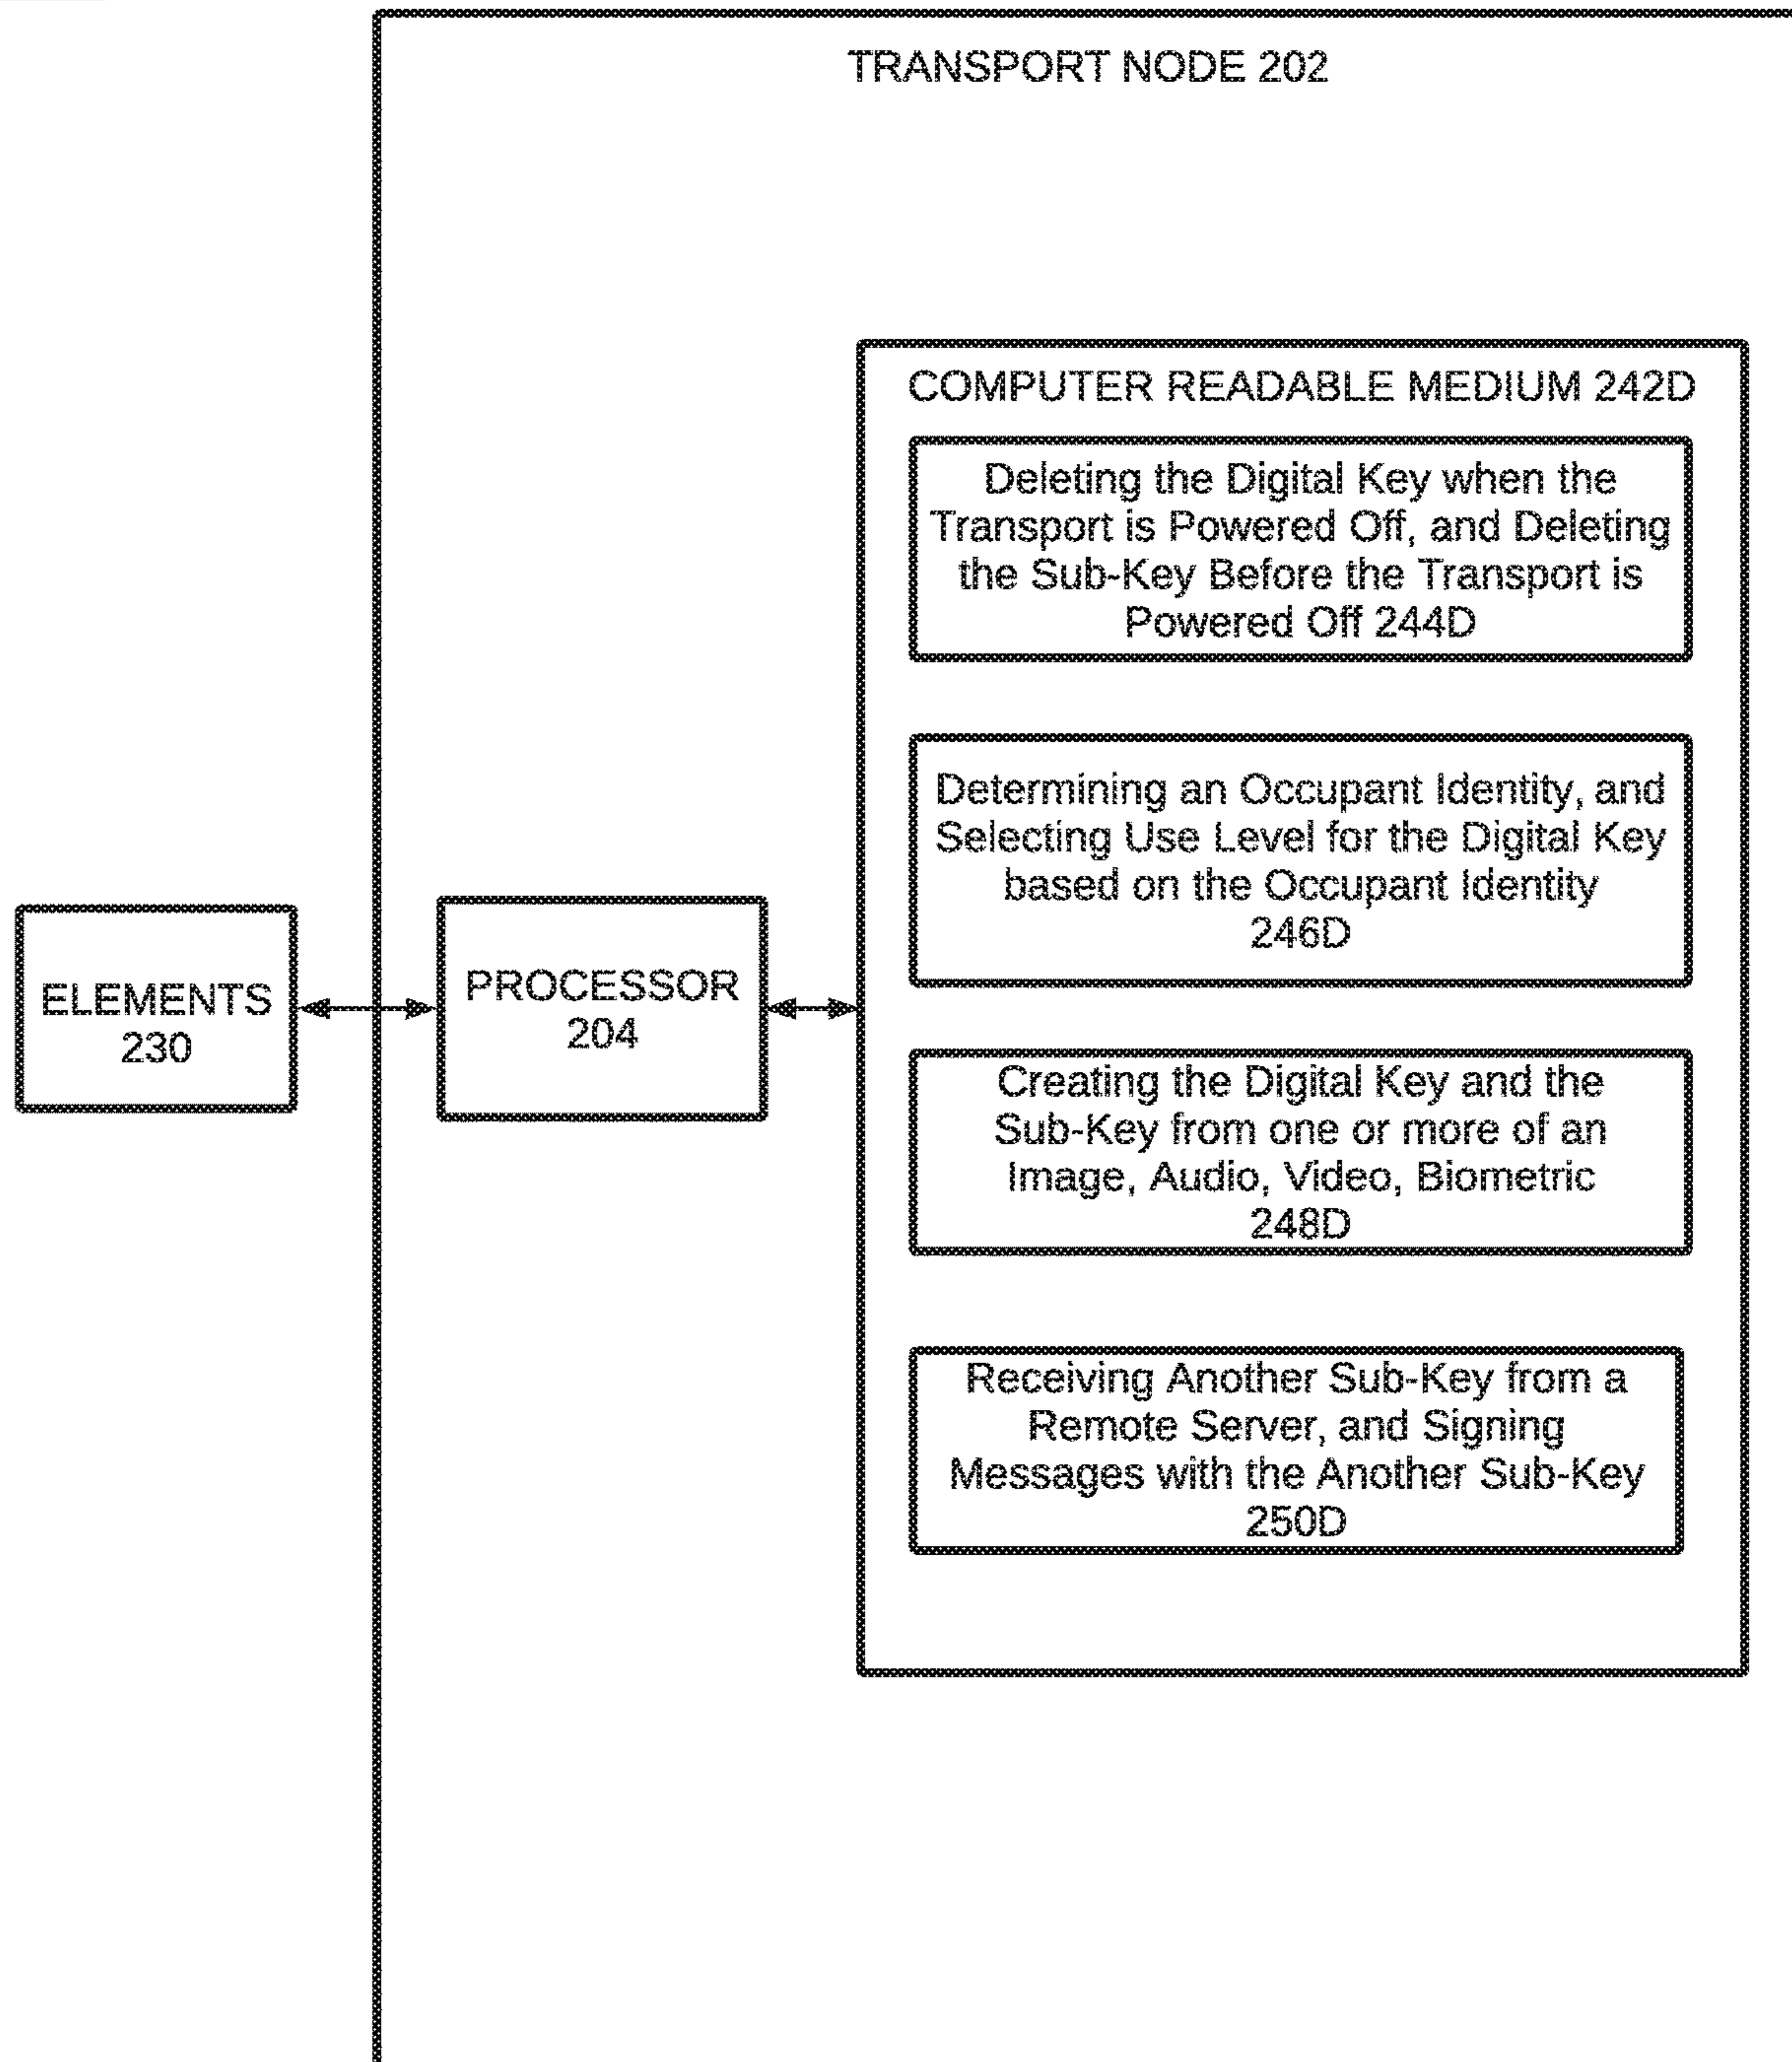 TRANSPORT NODE 202
COMPUTER READABLE MEDIUM 242D
Deleting the Digital Key when the
Transport is Powered Off, and Deleting
the Sub-Key Before the Transport is
Powered Off 244D
Determining an Occupant Identity, and
Selecting Use Level for the Digital Key
based on the Occupant Identity
246D
ELEMENTS
230
PROCESSOR
204
Creating the Digital Key and the
Sub-Key from one or more of an
Image, Audio, Video, Biometric
248D
Receiving Another Sub-Key from a
Remote Server, and Signing
Messages with the Another Sub-Key
250D